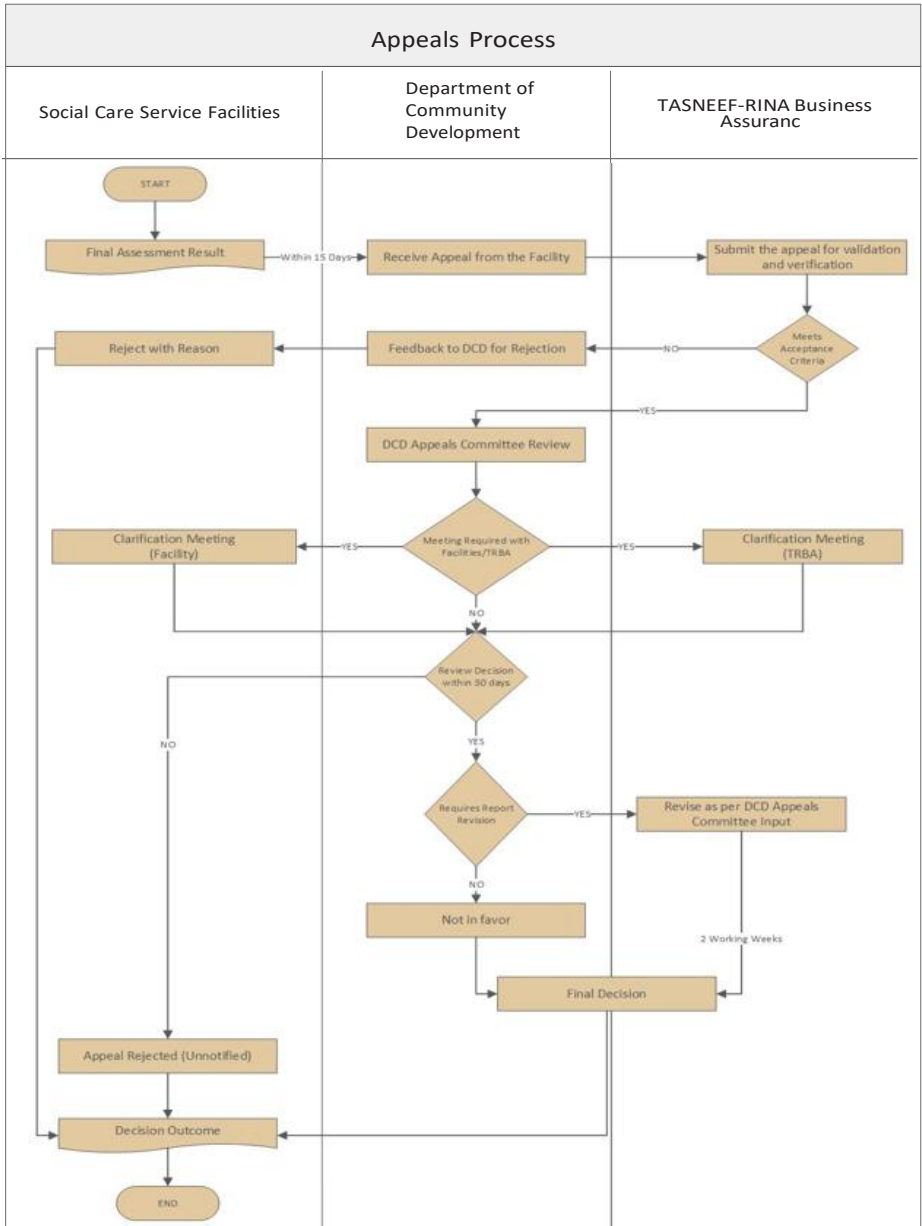 Appeals Process
Social Care Service Facilities
Department of
Community
Development
TASNEEF-RINA Business
Assuranc
START
Final Assessment Result
Within 15 Days
Receive Appeal from the Facility
Submit the appeal for validation
and verification
Reject with Reason
Feedback to DCD for Rejection
NO
Meets
Acceptance
Criteria
YES
DCD Appeals Committee Review
Clarification Meeting
(Facility)
YES
Meeting Required with
Facilities/TRBA
YES
Clarification Meeting
(TRBA)
NO
Review Decision
within 30 days
NO
YES
Requires Report
Revision
YES
Revise as per DCD Appeals
Committee Input
NO
Not in favor
2 Working Weeks
Final Decision
Appeal Rejected (Unnotified)
Decision Outcome
END